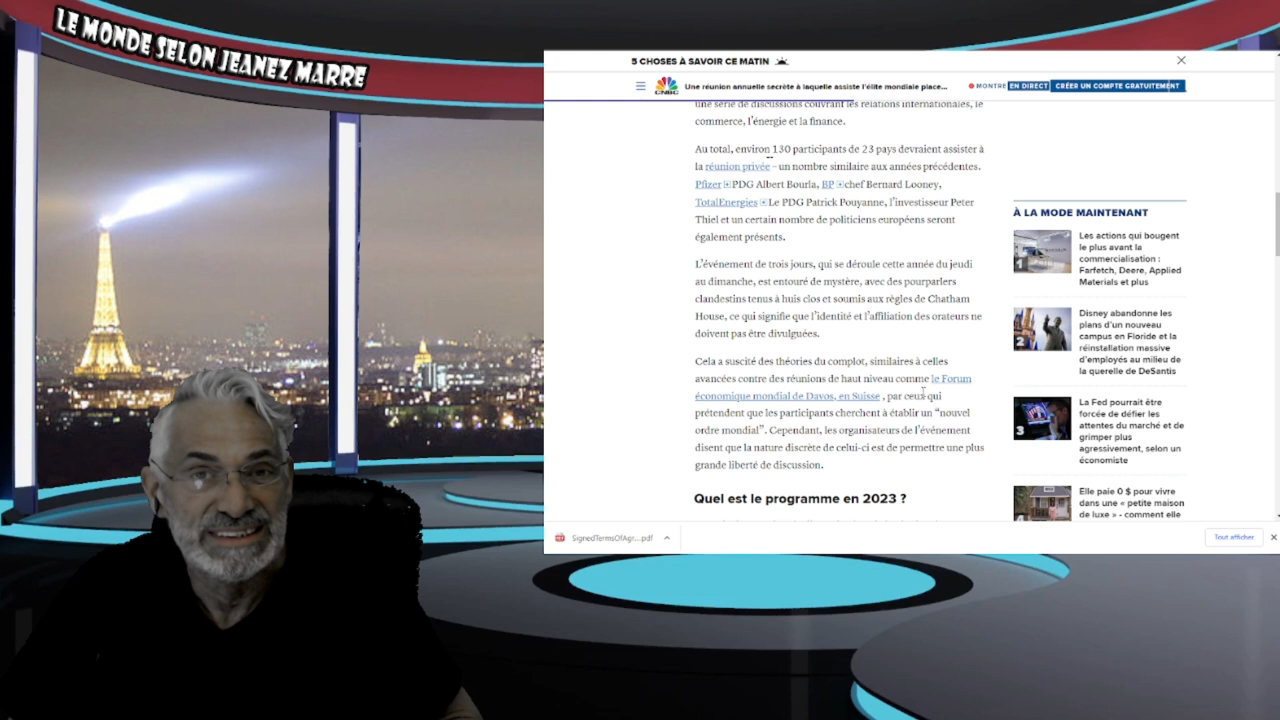 LE MONDE SELON JEANEZ MARRE
5 CHOSES À SAVOIR CE MATIN
CNBC
Une réunion annuelle secrète à laquelle assiste l'élite mondiale place...
MONTRE EN DIRECT
CRÉER UN COMPTE GRATUITEMENT
une série de discussions couvrant les relations internationales, le
commerce, l'énergie et la finance.
Au total, environ 130 participants de 23 pays devraient assister à
la réunion privée - un nombre similaire aux années précédentes.
Pfizer PDG Albert Bourla, BP chef Bernard Looney,
TotalEnergies Le PDG Patrick Pouyanne, l'investisseur Peter
Thiel et un certain nombre de politiciens européens seront
également présents.
L'événement de trois jours, qui se déroule cette année du jeudi
au dimanche, est entouré de mystère, avec des pourparlers
clandestins tenus à huis clos et soumis aux règles de Chatham
House, ce qui signifie que l'identité et l'affiliation des orateurs ne
doivent pas être divulguées.
Cela a suscité des théories du complot, similaires à celles
avancées contre des réunions de haut niveau comme le Forum
économique mondial de Davos, en Suisse , par ceux qui
prétendent que les participants cherchent à établir un “nouvel
ordre mondial”. Cependant, les organisateurs de l'événement
disent que la nature discrète de celui-ci est de permettre une plus
grande liberté de discussion.
Quel est le programme en 2023 ?
À LA MODE MAINTENANT
1
Les actions qui bougent
le plus avant la
commercialisation :
Farfetch, Deere, Applied
Materials et plus
2
Disney abandonne les
plans d'un nouveau
campus en Floride et la
réinstallation massive
d'employés au milieu de
la querelle de DeSantis
3
La Fed pourrait être
forcée de défier les
attentes du marché et de
grimper plus
agressivement, selon un
économiste
Elle paie 0 $ pour vivre
dans une « petite maison
de luxe » - comment elle
SignedTermsOfAgr....pdf
Tout afficher